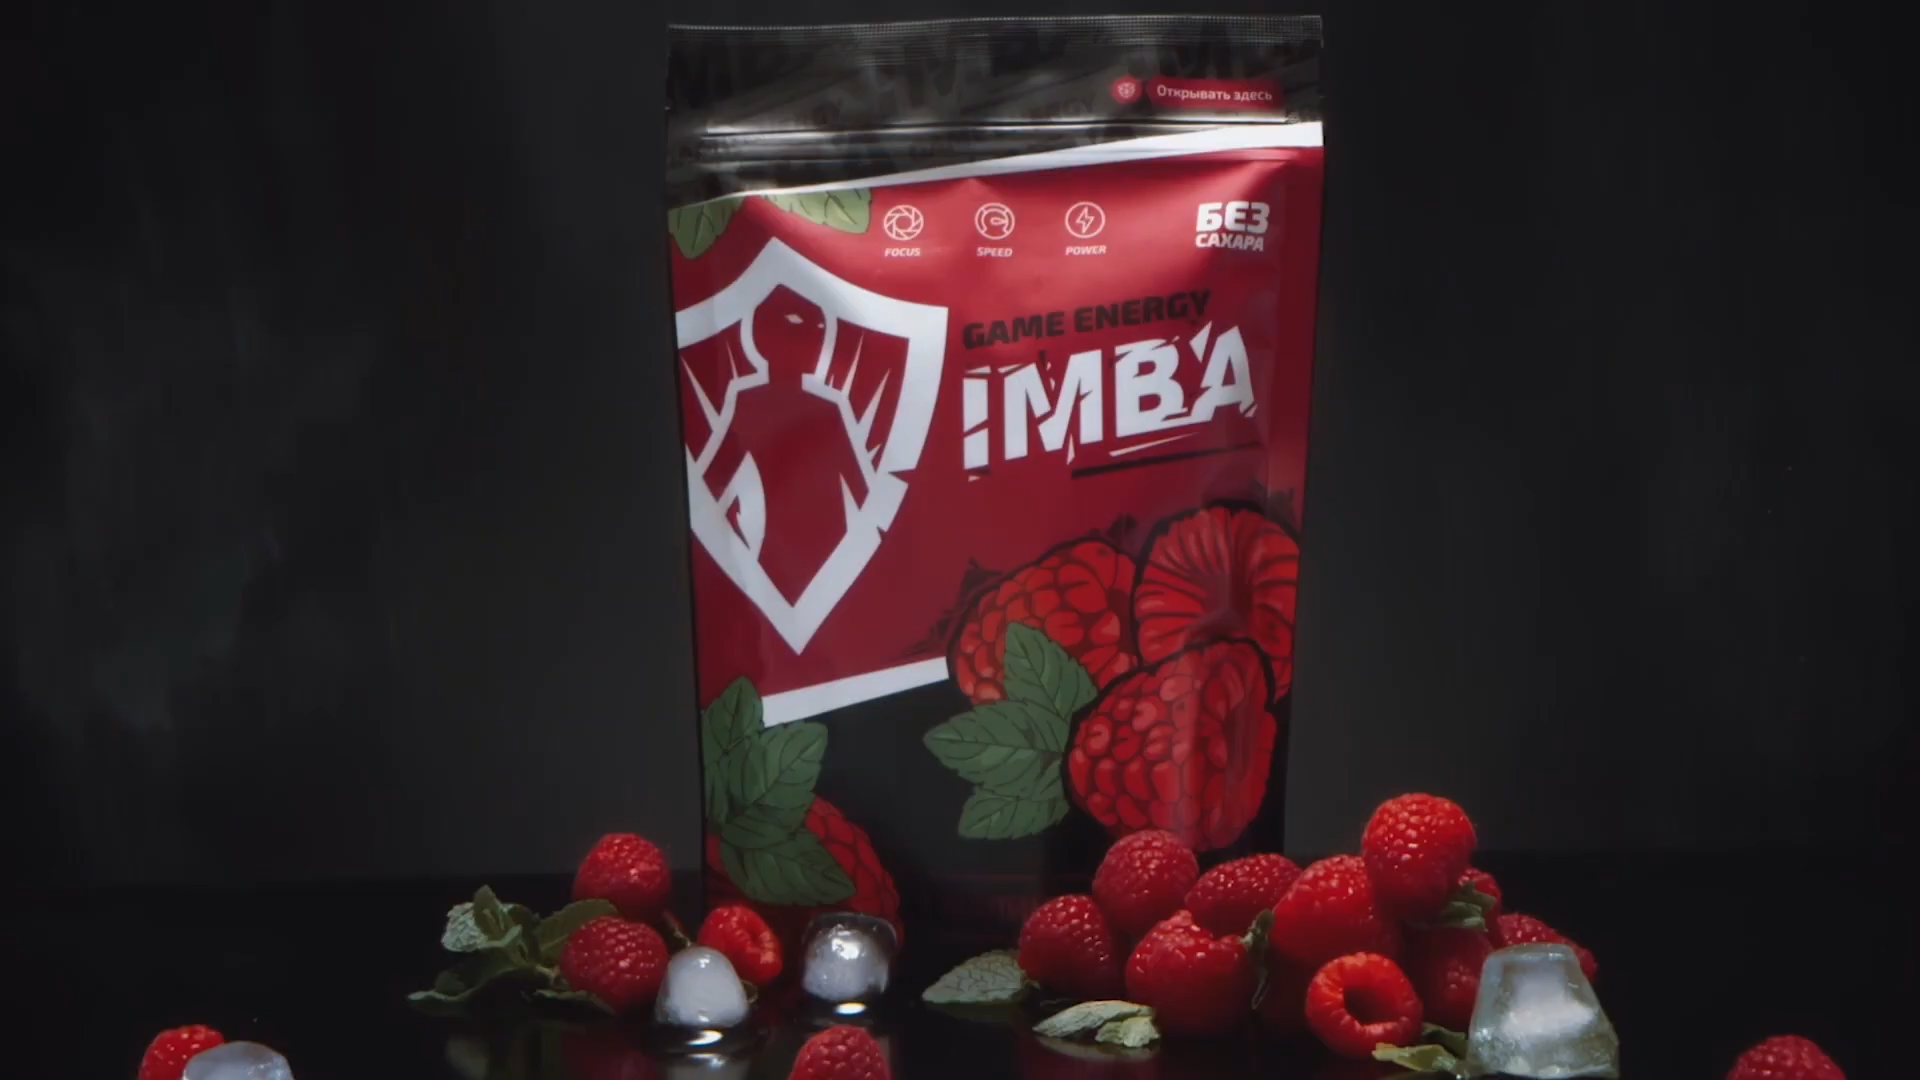 Открывать здесь
FOCUS
SPEED
POWER
БЕЗ
САХАРА
GAME ENERGY
IMBA